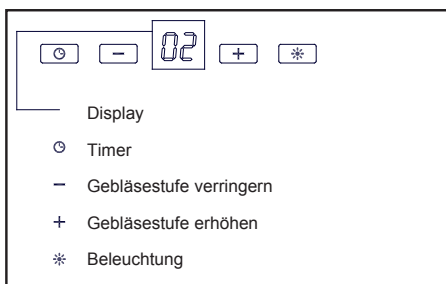 − 02 +
Display
Timer
− Gebläsestufe verringern
+ Gebläsestufe erhöhen
Beleuchtung